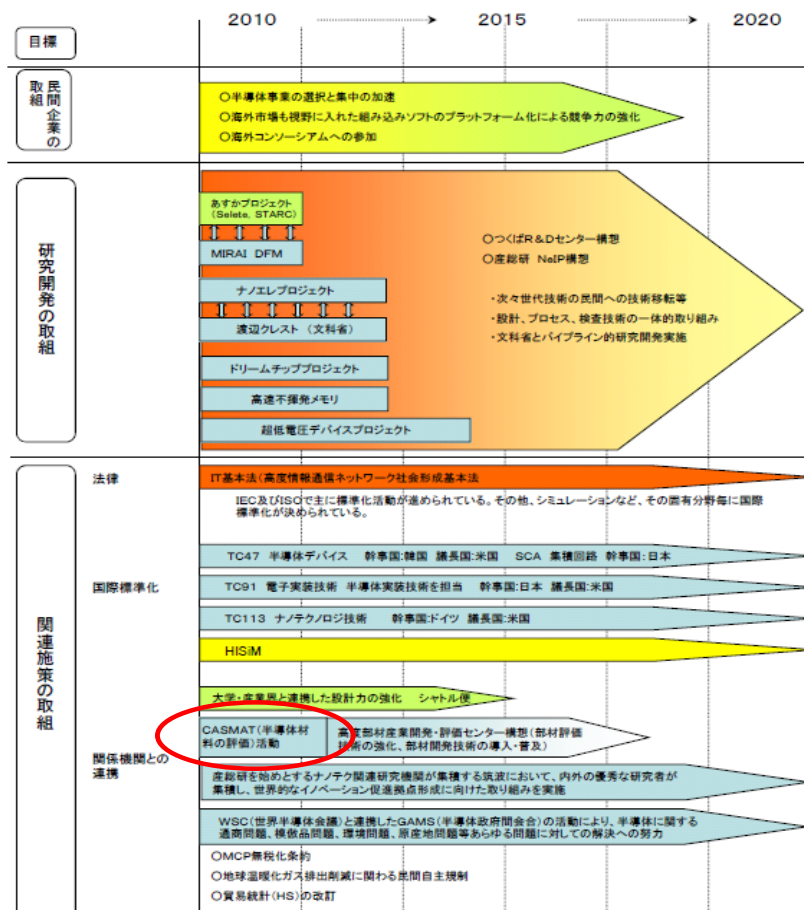 2010
2015
2020
目標
民間企業の
取組
○半導体事業の選択と集中の加速
○海外市場も視野に入れた組み込みソフトのプラットフォーム化による競争力の強化
○海外コンソーシアムへの参加
研究開発の取組
あすかプロジェクト
(Selete, STARC)
MIRAI DFM
ナノエレプロジェクト
渡辺クレスト (文科省)
ドリームチッププロジェクト
高速不揮発メモリ
超低電圧デバイスプロジェクト
○つくばR&Dセンター構想
○産総研 NeIP構想
・次々世代技術の民間への技術移転等
・設計、プロセス、検査技術の一体的取り組み
・文科省とパイプライン的研究開発実施
関連施策の取組
法律
IT基本法(高度情報通信ネットワーク社会形成基本法
IEC及びISOで主に標準化活動が進められている。その他、シミュレーションなど、その固有分野毎に国際
標準化が決められている。
国際標準化
TC47 半導体デバイス 幹事国:韓国 議長国:米国 SCA 集積回路 幹事国:日本
TC91 電子実装技術 半導体実装技術を担当 幹事国:日本 議長国:米国
TC113 ナノテクノロジ技術 幹事国:ドイツ 議長国:米国
HISiM
関係機関との
連携
大学・産業界と連携した設計力の強化 シャトル便
CASMAT(半導体材
料の評価)活動
高度部材産業開発・評価センター構想(部材評価
技術の強化、部材開発技術の導入・普及)
産総研を始めとするナノテク関連研究機関が集積する筑波において、内外の優秀な研究者が
集積し、世界的なイノベーション促進拠点形成に向けた取り組みを実施
WSC(世界半導体会議)と連携したGAMS(半導体政府間会合)の活動により、半導体に関する
通商問題、模倣品問題、環境問題、原産地問題等あらゆる問題に対しての解決への努力
○MCP無税化条約
○地球温暖化ガス排出削減に関わる民間自主規制
○貿易統計(HS)の改訂